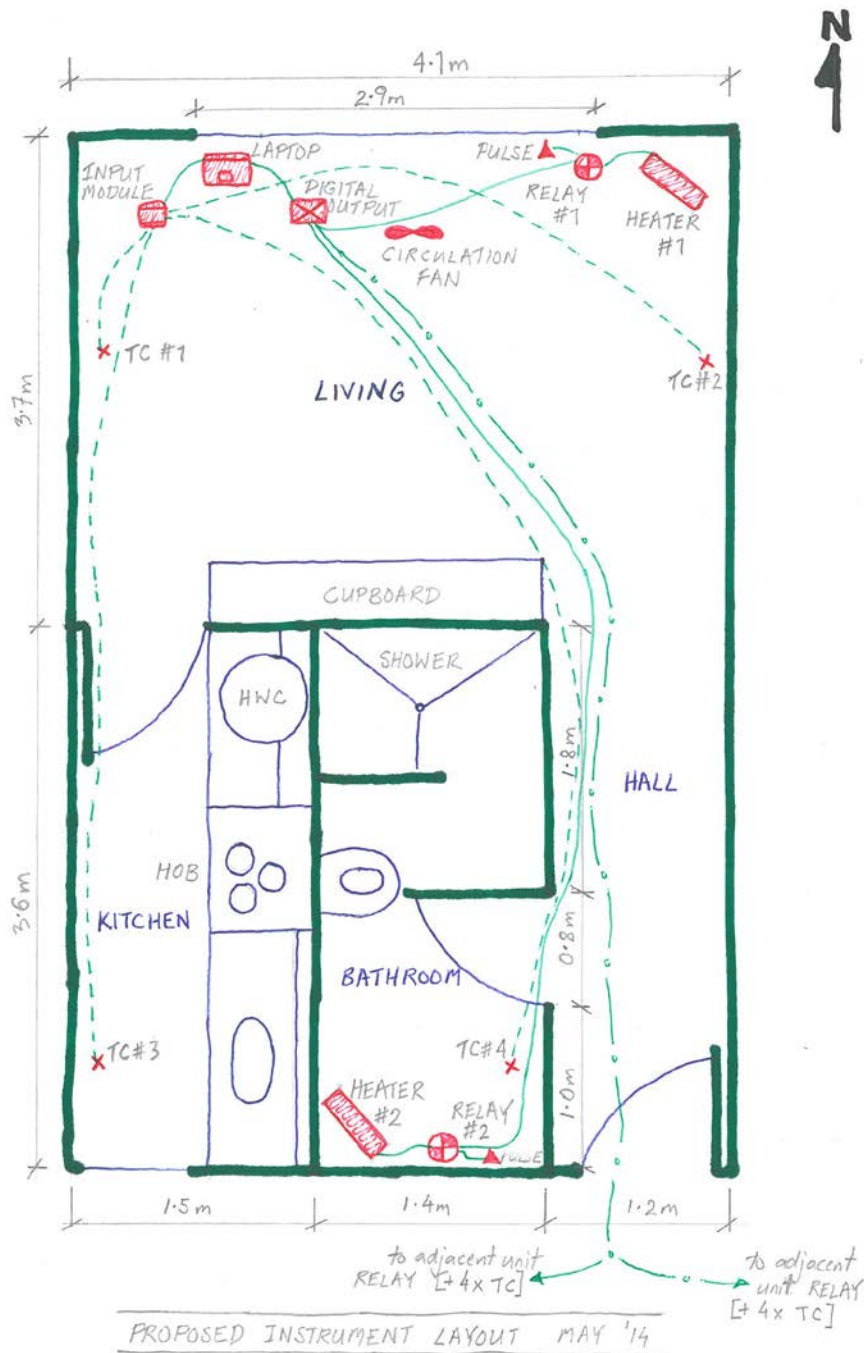 N
4.1m
2.9m
INPUT
MODULE
LAPTOP
DIGITAL
OUTPUT
CIRCULATION
FAN
PULSE
RELAY
#1
HEATER
#1
TC #1
TC#2
LIVING
3.7m
CUPBOARD
SHOWER
HWC
1.8m
HALL
HOB
KITCHEN
3.6m
0.8m
BATHROOM
TC#3
TC#4
HEATER
#2
RELAY
#2
PULSE
1.0m
1.5m
1.4m
1.2m
to adjacent unit
RELAY [+ 4x TC]
to adjacent
unit RELAY
[+ 4x TC]
PROPOSED INSTRUMENT LAYOUT MAY '14